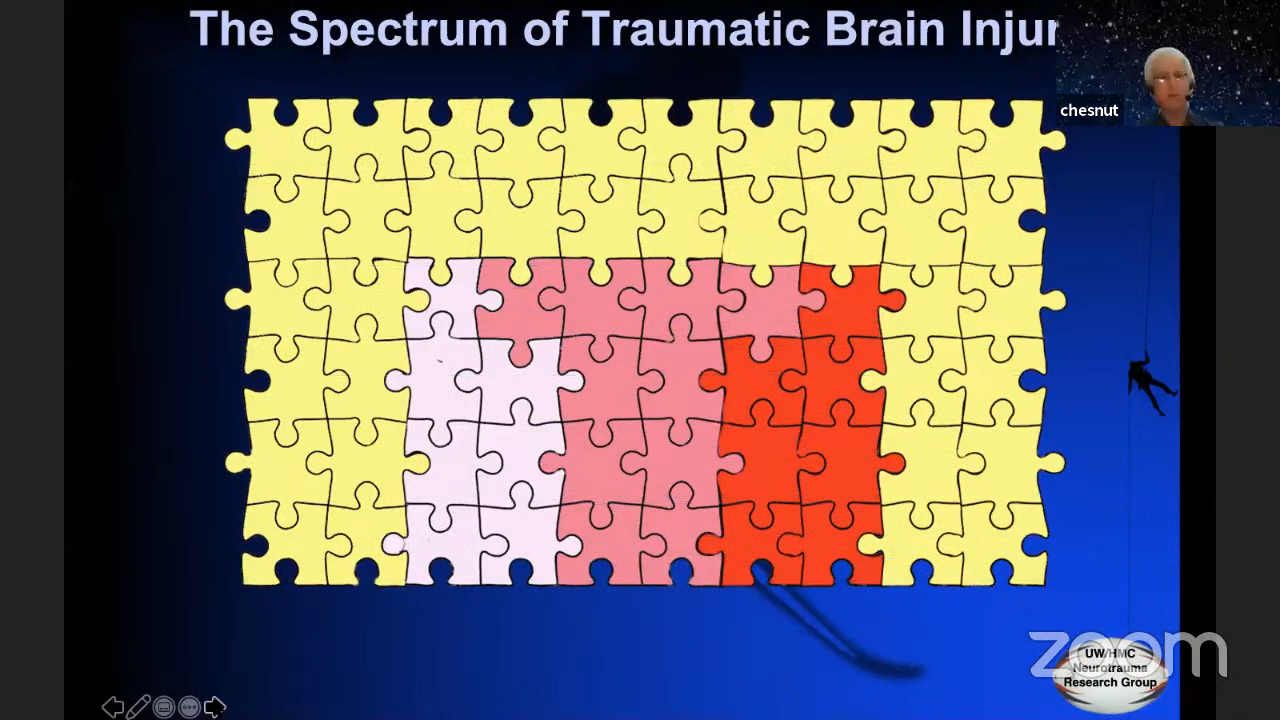 The Spectrum of Traumatic Brain Injur
chesnut
zoom
UW/HMC
Neurotrauma
Research Group